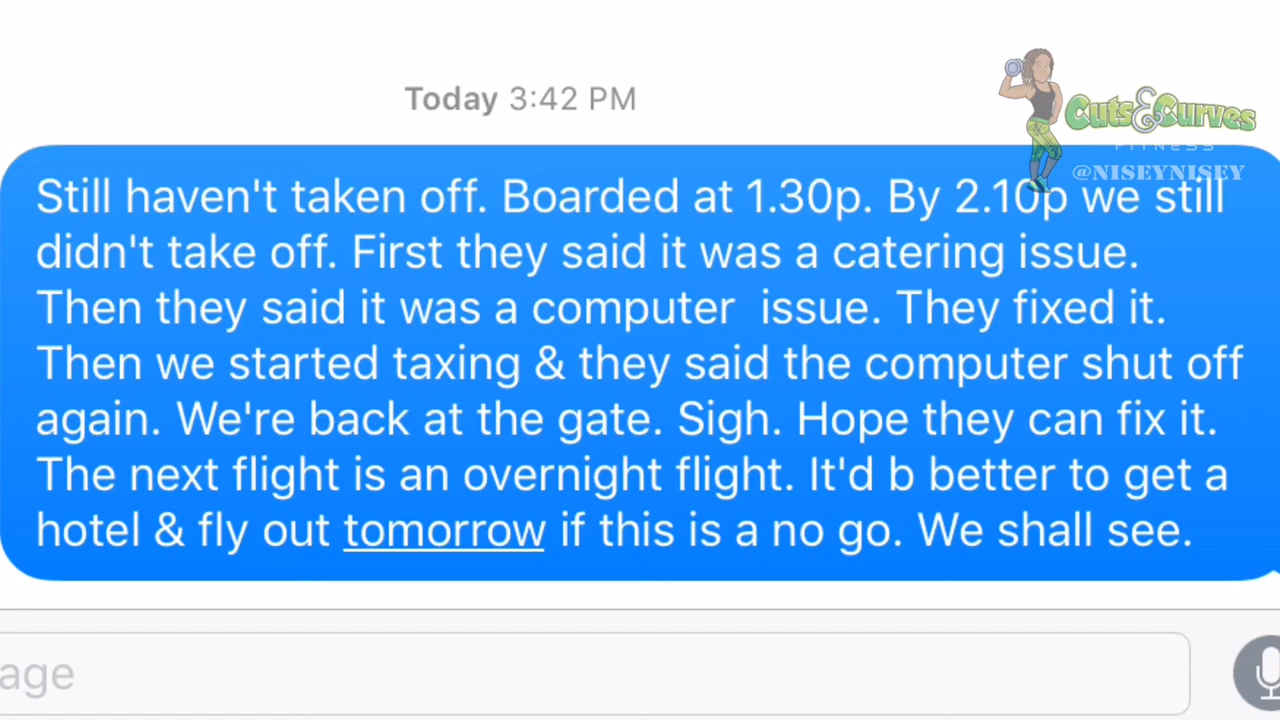 Today 3:42 PM
Cuts&Curves
FITNESS
@NISEYNISEY
Still haven't taken off. Boarded at 1.30p. By 2.10p we still
didn't take off. First they said it was a catering issue.
Then they said it was a computer  issue. They fixed it.
Then we started taxing & they said the computer shut off
again. We're back at the gate. Sigh. Hope they can fix it.
The next flight is an overnight flight. It'd b better to get a
hotel & fly out tomorrow if this is a no go. We shall see.
age